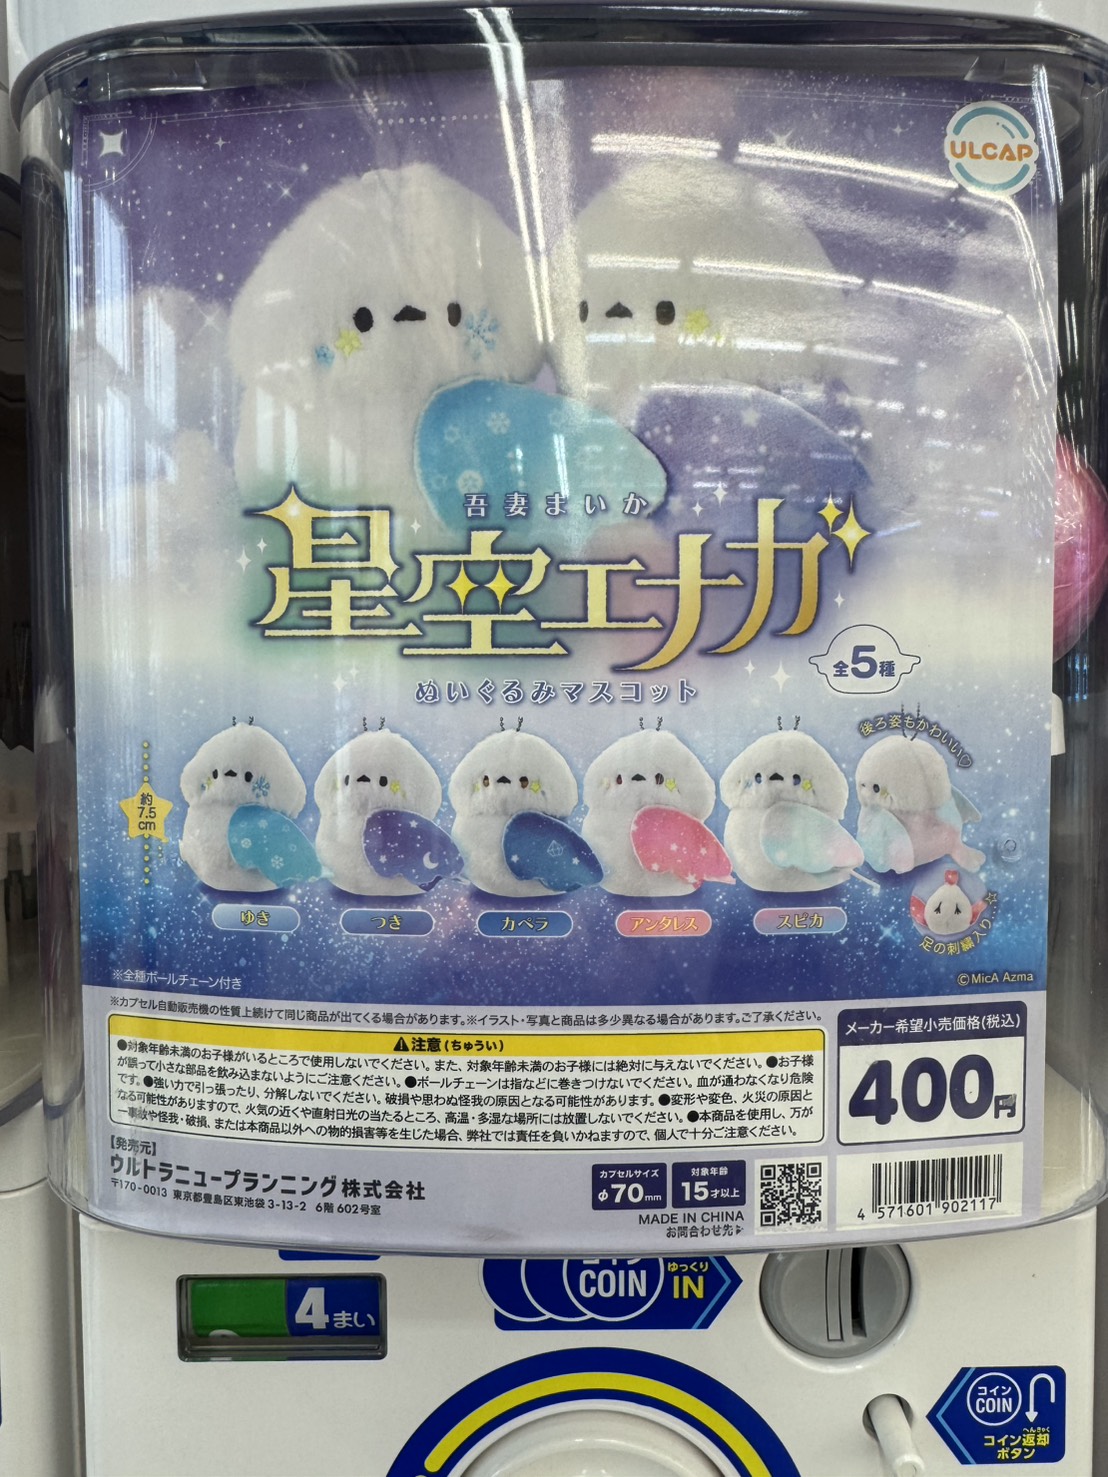 ULCAP
吾妻まいか
星空エナガ
全5種
ぬいぐるみマスコット
後ろ姿もかわいい♡
約
7.5
cm
ゆき
つき
カペラ
アンタレス
スピカ
足の刺繍入り…☆
※全種ボールチェーン付き
©MicA Azma
※カプセル自動販売機の性質上続けて同じ商品が出てくる場合があります。※イラスト・写真と商品は多少異なる場合があります。ご了承ください。
⚠注意(ちゅうい)
●対象年齢未満のお子様がいるところで使用しないでください。また、対象年齢未満のお子様には絶対に与えないでください。●お子様
が誤って小さな部品を飲み込まないようにご注意ください。●ボールチェーンは指などに巻きつけないでください。血が通わなくなり危険
です。●強い力で引っ張ったり、分解しないでください。破損や思わぬ怪我の原因となる可能性があります。●変形や変色、火災の原因と
なる可能性がありますので、火気の近くや直射日光の当たるところ、高温・多湿な場所には放置しないでください。●本商品を使用し、万が
一事故や怪我・破損、または本商品以外への物的損害等を生じた場合、弊社では責任を負いかねますので、個人で十分ご注意ください。
メーカー希望小売価格(税込)
400円
【発売元】
ウルトラニュープランニング株式会社
〒170-0013 東京都豊島区東池袋3-13-2 6階602号室
カプセルサイズ
φ70mm
対象年齢
15才以上
MADE IN CHINA
お問合わせ先▶
4 571601 902117
4まい
コイン
COIN
ゆっくり
IN
コイン
COIN
へんきゃく
コイン返却
ボタン